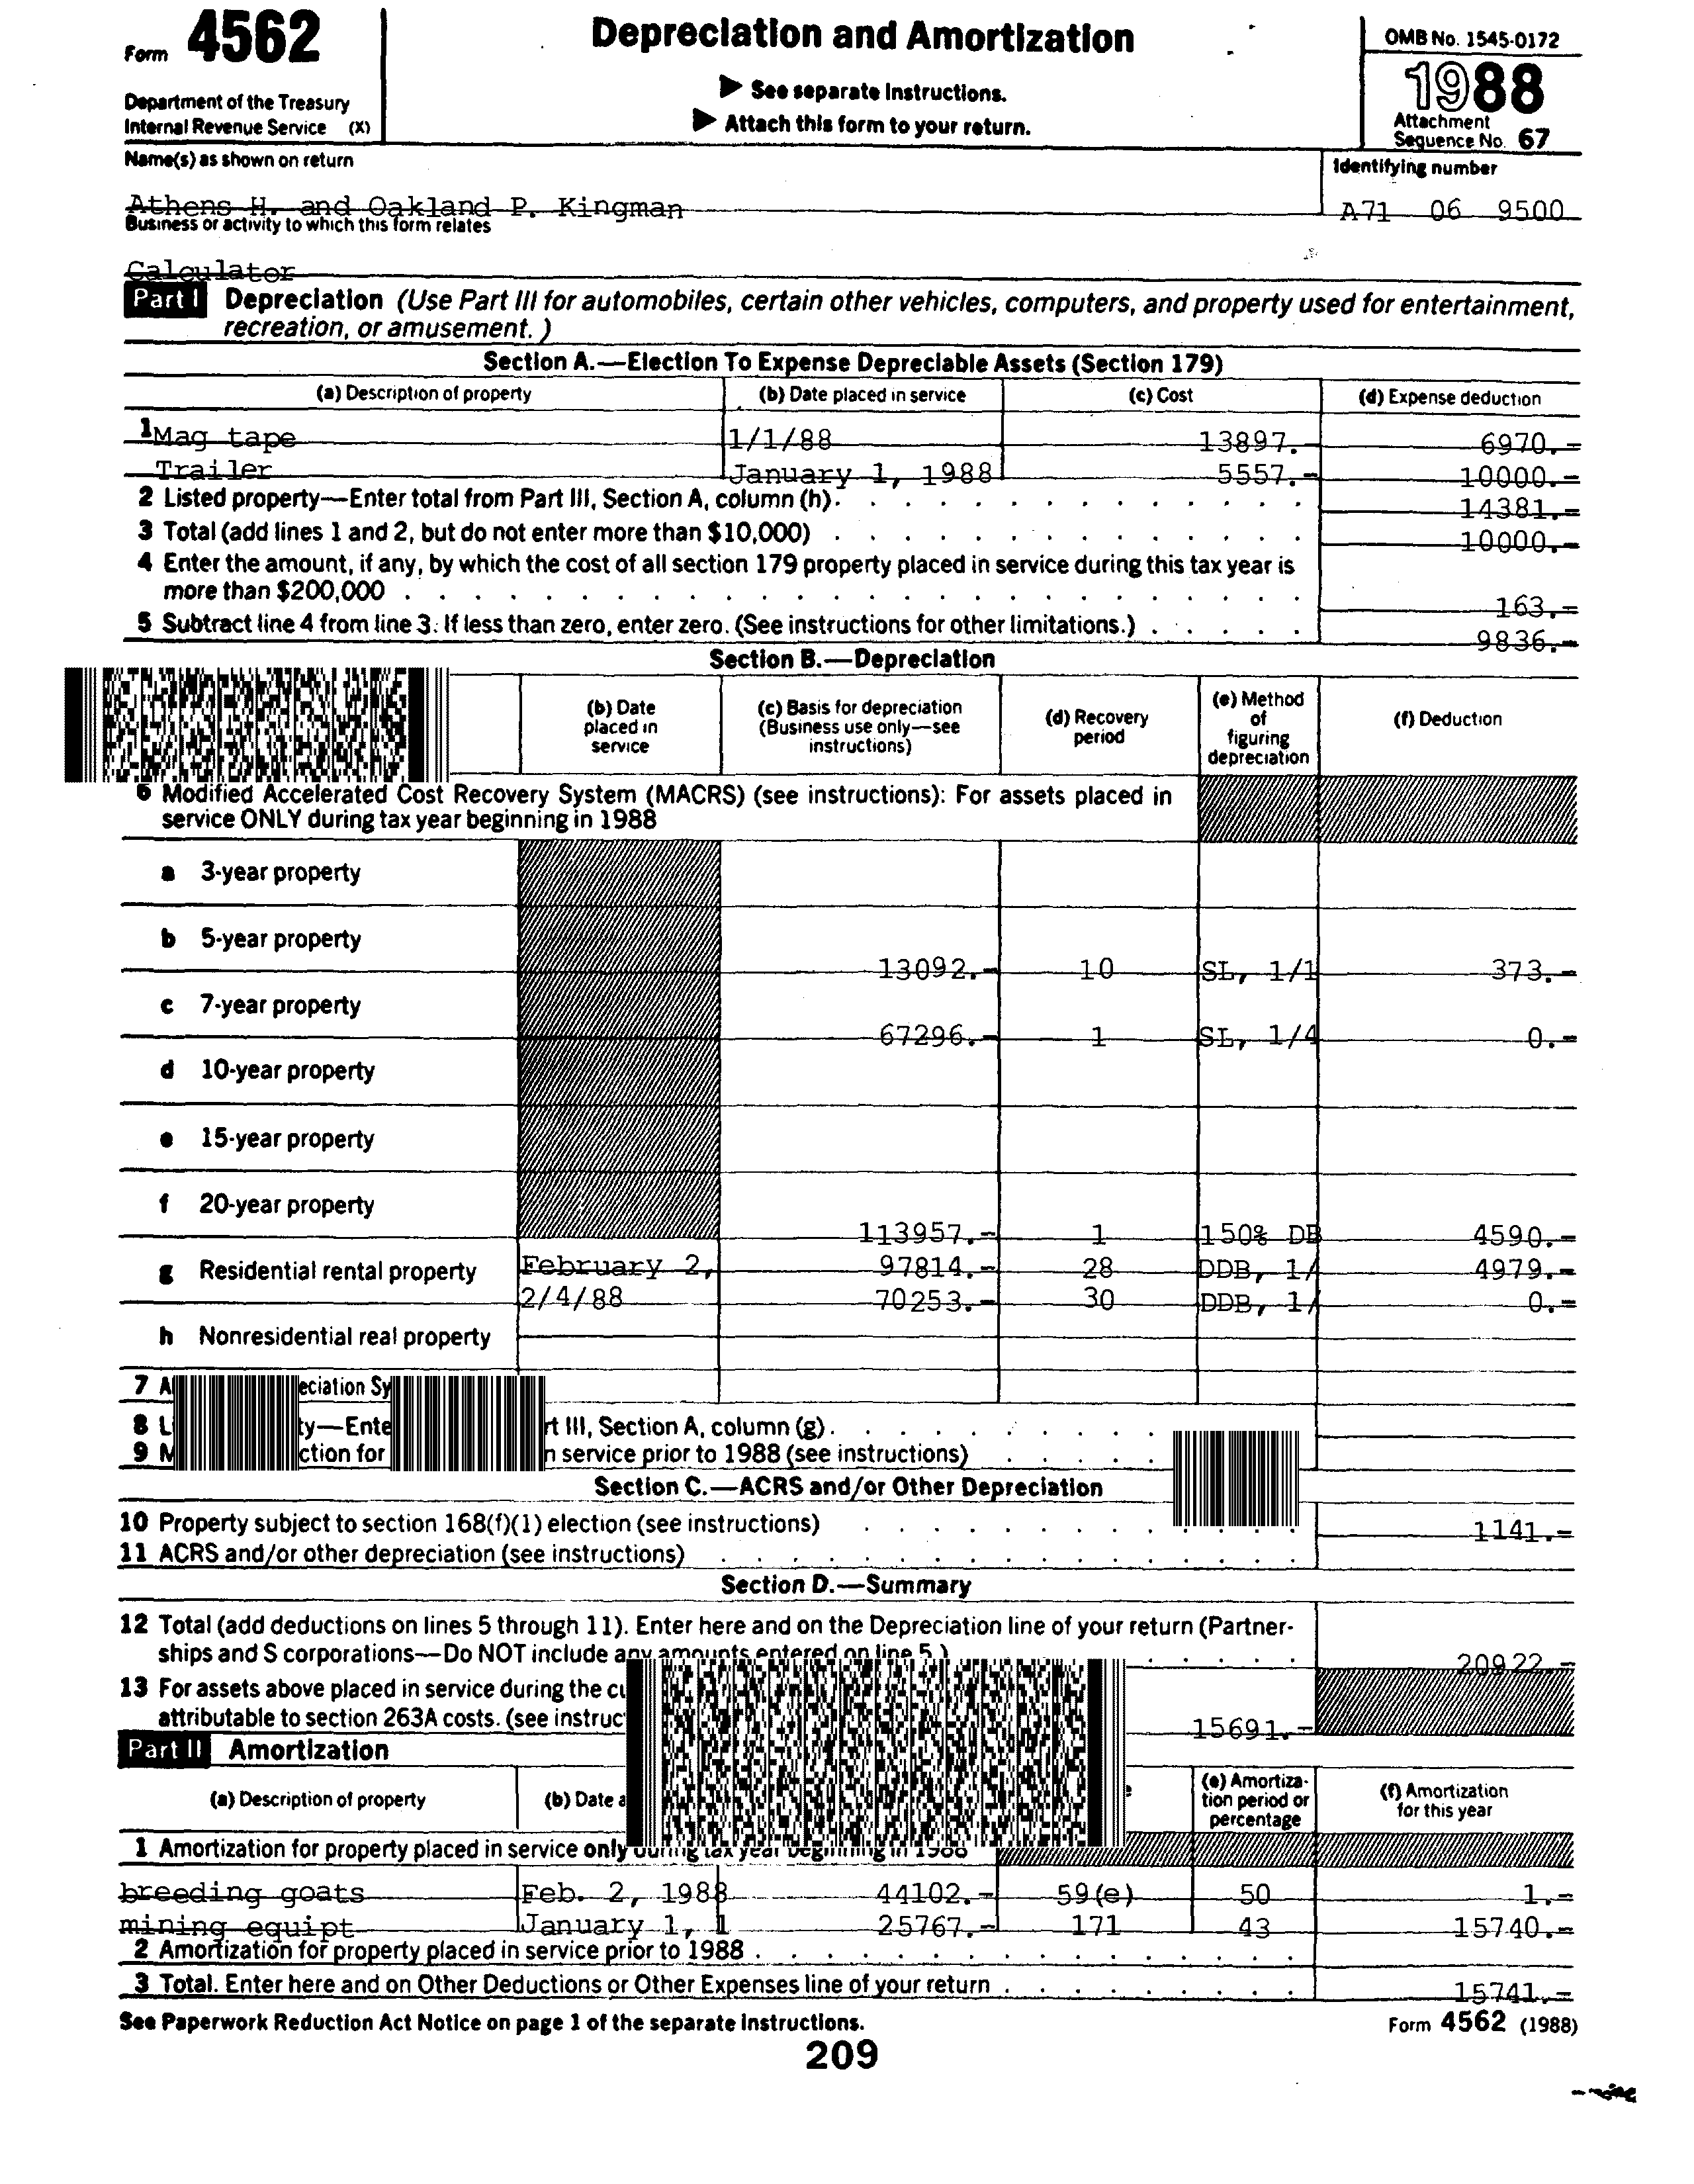 Form 4562
Depreciation and Amortization
OMB No. 1545-0172
1988
▶ See separate instructions.
▶ Attach this form to your return.
Department of the Treasury
Internal Revenue Service (X)
Attachment
Sequence No. 67
Name(s) as shown on return
Identifying number
Athens H. and Oakland P. Kingman
A71 06 9500
Business or activity to which this form relates
Calculator
Part I Depreciation (Use Part III for automobiles, certain other vehicles, computers, and property used for entertainment,
recreation, or amusement.)
Section A.—Election To Expense Depreciable Assets (Section 179)
(a) Description of property (b) Date placed in service (c) Cost (d) Expense deduction
1 Mag tape 1/1/88 13897.- 6970.-
Trailer January 1, 1988 5557.- 10000.-
2 Listed property—Enter total from Part III, Section A, column (h). 14381.-
3 Total (add lines 1 and 2, but do not enter more than $10,000) 10000.-
4 Enter the amount, if any, by which the cost of all section 179 property placed in service during this tax year is
more than $200,000 163.-
5 Subtract line 4 from line 3. If less than zero, enter zero. (See instructions for other limitations.) 9836.-
Section B.—Depreciation
(b) Date
placed in
service
(c) Basis for depreciation
(Business use only—see
instructions)
(d) Recovery
period
(e) Method
of
figuring
depreciation
(f) Deduction
6 Modified Accelerated Cost Recovery System (MACRS) (see instructions): For assets placed in
service ONLY during tax year beginning in 1988
a 3-year property
b 5-year property 13092.- 10 SL, 1/1 373.-
c 7-year property 67296.- 1 SL, 1/4 0.-
d 10-year property
e 15-year property
f 20-year property 113957.- 1 150% DB 4590.-
g Residential rental property February 2, 97814.- 28 DDB, 1/ 4979.-
2/4/88 70253.- 30 DDB, 1/ 0.-
h Nonresidential real property
7 A eciation Sy
8 L ty—Ente rt III, Section A, column (g).
9 M ction for n service prior to 1988 (see instructions)
Section C.—ACRS and/or Other Depreciation
10 Property subject to section 168(f)(1) election (see instructions) 1141.-
11 ACRS and/or other depreciation (see instructions)
Section D.—Summary
12 Total (add deductions on lines 5 through 11). Enter here and on the Depreciation line of your return (Partner-
ships and S corporations—Do NOT include any amounts entered on line 5.) 20922.-
13 For assets above placed in service during the cu
attributable to section 263A costs. (see instruc 15691.-
Part II Amortization
(a) Description of property (b) Date a
(e) Amortiza-
tion period or
percentage
(f) Amortization
for this year
1 Amortization for property placed in service only during tax year beginning in 1988
breeding goats Feb. 2, 1988 44102.- 59(e) 50 1.-
mining equipt January 1, 1 25767.- 171 43 15740.-
2 Amortization for property placed in service prior to 1988
3 Total. Enter here and on Other Deductions or Other Expenses line of your return 15741.-
See Paperwork Reduction Act Notice on page 1 of the separate instructions.
Form 4562 (1988)
209